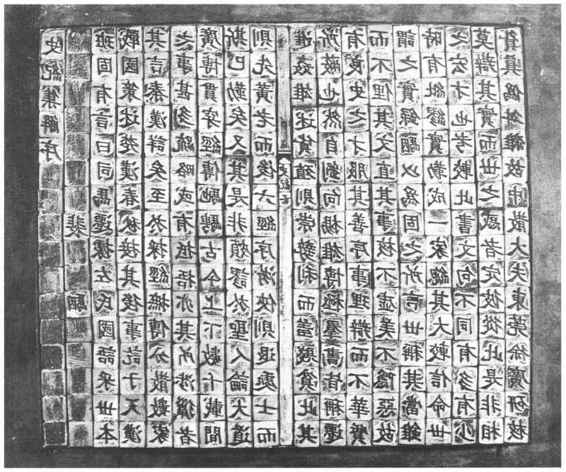 史紀集解序
裴駰
班固有言曰司馬遷據左氏國語采世本
戰國策述楚漢春秋接其後事訖于天漢
其言秦漢詳矣至於採經摭傳分散數家
之事甚多疏略或有抵捂亦其所涉獵者
廣博貫穿經傳馳騁古今上下數千載間
斯已勤矣又其是非頗謬於聖人論大道
則先黃老而後六經序游俠則退處士而
進姦雄述貨殖則崇勢利而羞賤貧此其
所蔽也然自劉向揚雄博極羣書皆稱遷
有良史之才服其善序事理辯而不華質
而不俚其文直其事核不虛美不隱惡故
謂之實錄駰以爲固之所言世稱其當雖
時有紕繆實勒成一家總其大較信命世
之宏才也考較此書文句不同有多有少
莫辯其實而世之惑者定彼從此是非相
貿眞僞舛雜故中散大夫東莞徐廣研核